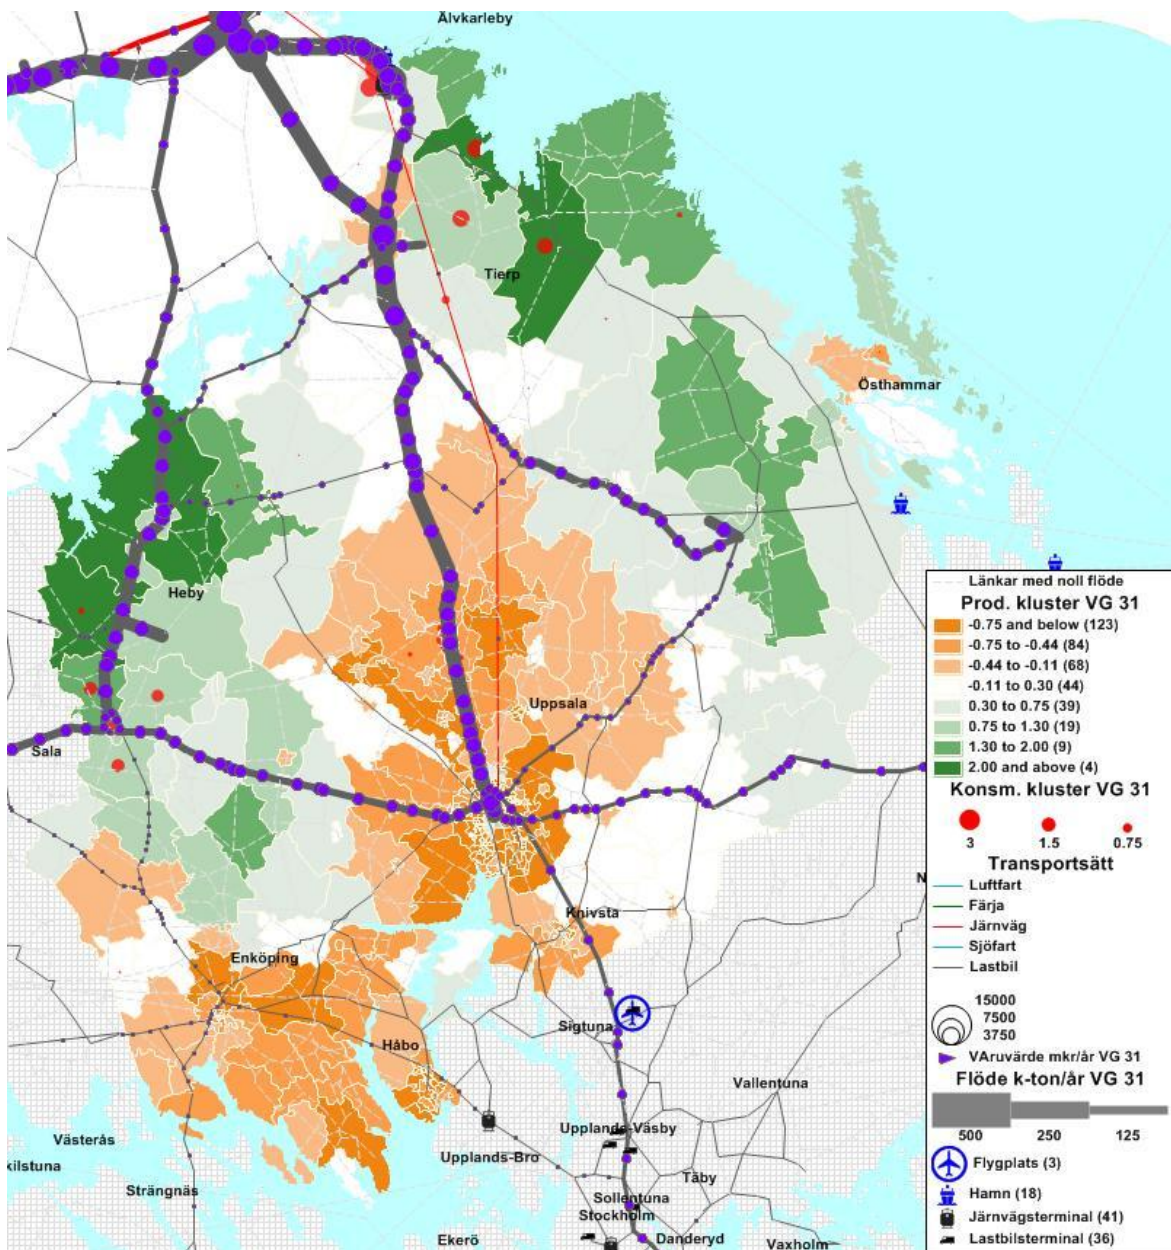 Älvkarleby
Tierp
Östhammar
Heby
Uppsala
Sala
Knivsta
Enköping
Sigtuna
Håbo
Vallentuna
Västerås
Upplands-Väsby
kilstuna
Upplands-Bro
Täby
Strängnäs
Sollentuna
Stockholm
Ekerö
Danderyd
Vaxholm
N
Länkar med noll flöde
Prod. kluster VG 31
-0.75 and below (123)
-0.75 to -0.44 (84)
-0.44 to -0.11 (68)
-0.11 to 0.30 (44)
0.30 to 0.75 (39)
0.75 to 1.30 (19)
1.30 to 2.00 (9)
2.00 and above (4)
Konsm. kluster VG 31
3 1.5 0.75
Transportsätt
Luftfart
Färja
Järnväg
Sjöfart
Lastbil
15000
7500
3750
VAruvärde mkr/år VG 31
Flöde k-ton/år VG 31
500 250 125
Flygplats (3)
Hamn (18)
Järnvägsterminal (41)
Lastbilsterminal (36)